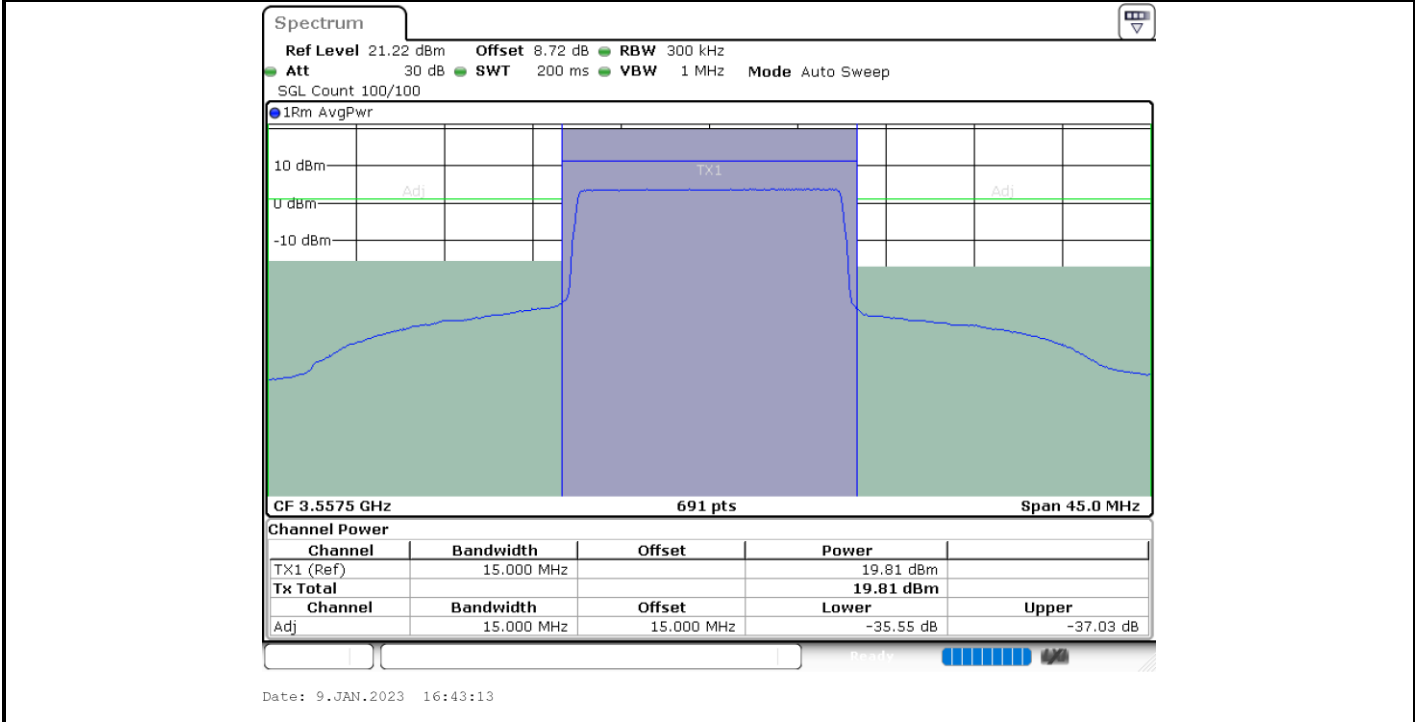 Spectrum
Ref Level 21.22 dBm Offset 8.72 dB RBW 300 kHz
Att 30 dB SWT 200 ms VBW 1 MHz Mode Auto Sweep
SGL Count 100/100
1Rm AvgPwr
10 dBm
TX1
Adj Adj
0 dBm
-10 dBm
CF 3.5575 GHz 691 pts Span 45.0 MHz
Channel Power
Channel Bandwidth Offset Power
TX1 (Ref) 15.000 MHz 19.81 dBm
Tx Total 19.81 dBm
Channel Bandwidth Offset Lower Upper
Adj 15.000 MHz 15.000 MHz -35.55 dB -37.03 dB
Ready
Date: 9.JAN.2023 16:43:13